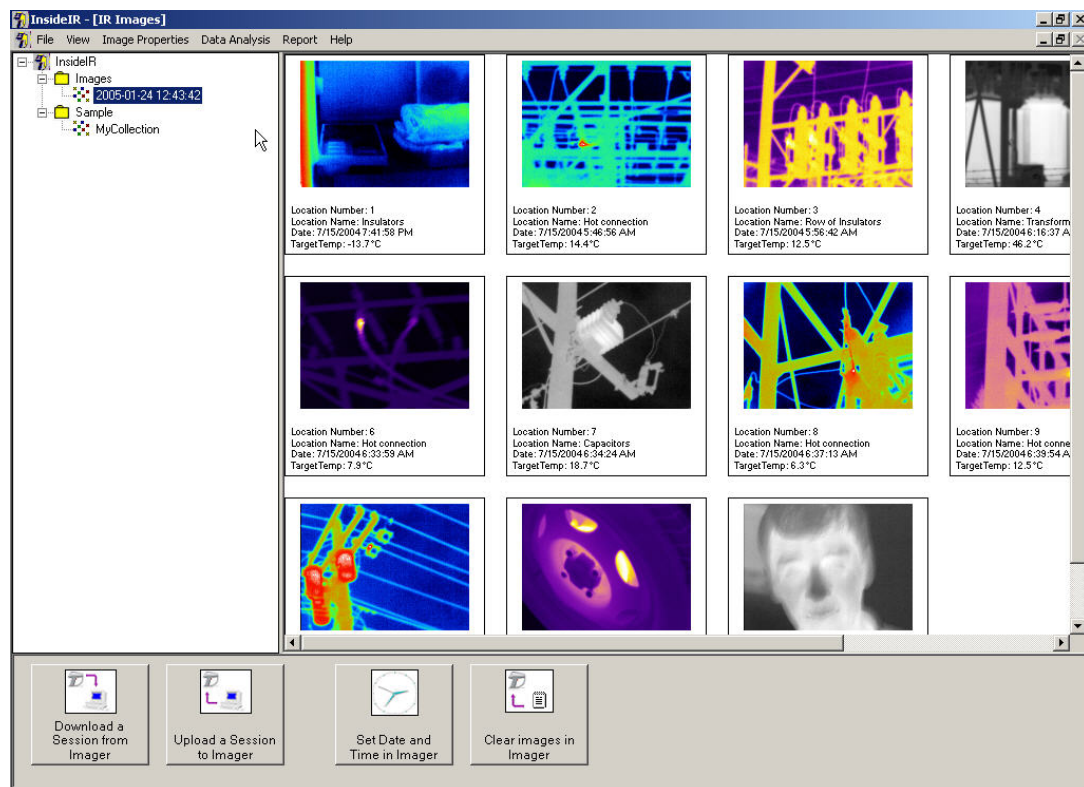 InsideIR - [IR Images]
File View Image Properties Data Analysis Report Help
InsideIR
Images
2005-01-24 12:43:42
Sample
MyCollection
Location Number: 1
Location Name: Insulators
Date: 7/15/2004 7:41:58 PM
TargetTemp: -13.7°C
Location Number: 2
Location Name: Hot connection
Date: 7/15/2004 5:46:56 AM
TargetTemp: 14.4°C
Location Number: 3
Location Name: Row of Insulators
Date: 7/15/2004 5:56:42 AM
TargetTemp: 12.5°C
Location Number: 4
Location Name: Transform
Date: 7/15/2004 6:16:37 A
TargetTemp: 46.2°C
Location Number: 6
Location Name: Hot connection
Date: 7/15/2004 6:33:59 AM
TargetTemp: 7.9°C
Location Number: 7
Location Name: Capacitors
Date: 7/15/2004 6:34:24 AM
TargetTemp: 18.7°C
Location Number: 8
Location Name: Hot connection
Date: 7/15/2004 6:37:13 AM
TargetTemp: 6.3°C
Location Number: 9
Location Name: Hot conne
Date: 7/15/2004 6:39:54 A
TargetTemp: 12.5°C
Download a
Session from
Imager
Upload a Session
to Imager
Set Date and
Time in Imager
Clear images in
Imager